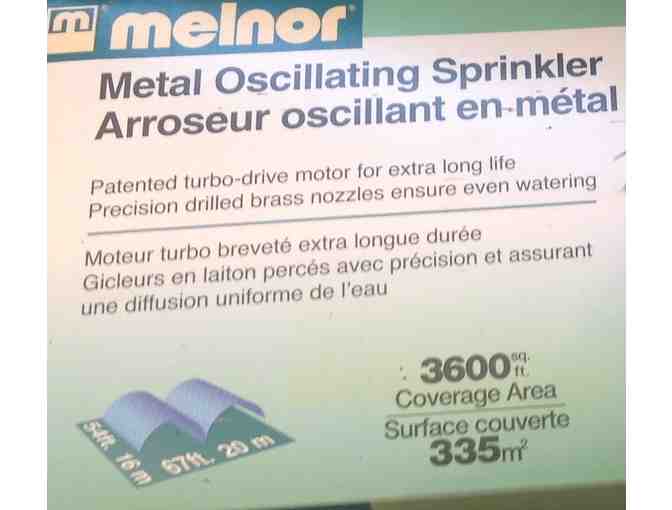 m melnor
Metal Oscillating Sprinkler
Arroseur oscillant en métal
Patented turbo-drive motor for extra long life
Precision drilled brass nozzles ensure even watering
Moteur turbo breveté extra longue durée
Gicleurs en laiton percés avec précision et assurant
une diffusion uniforme de l'eau
3600 sq. ft.
Coverage Area
Surface couverte
335m²
54ft. 16 m
67ft. 20 m